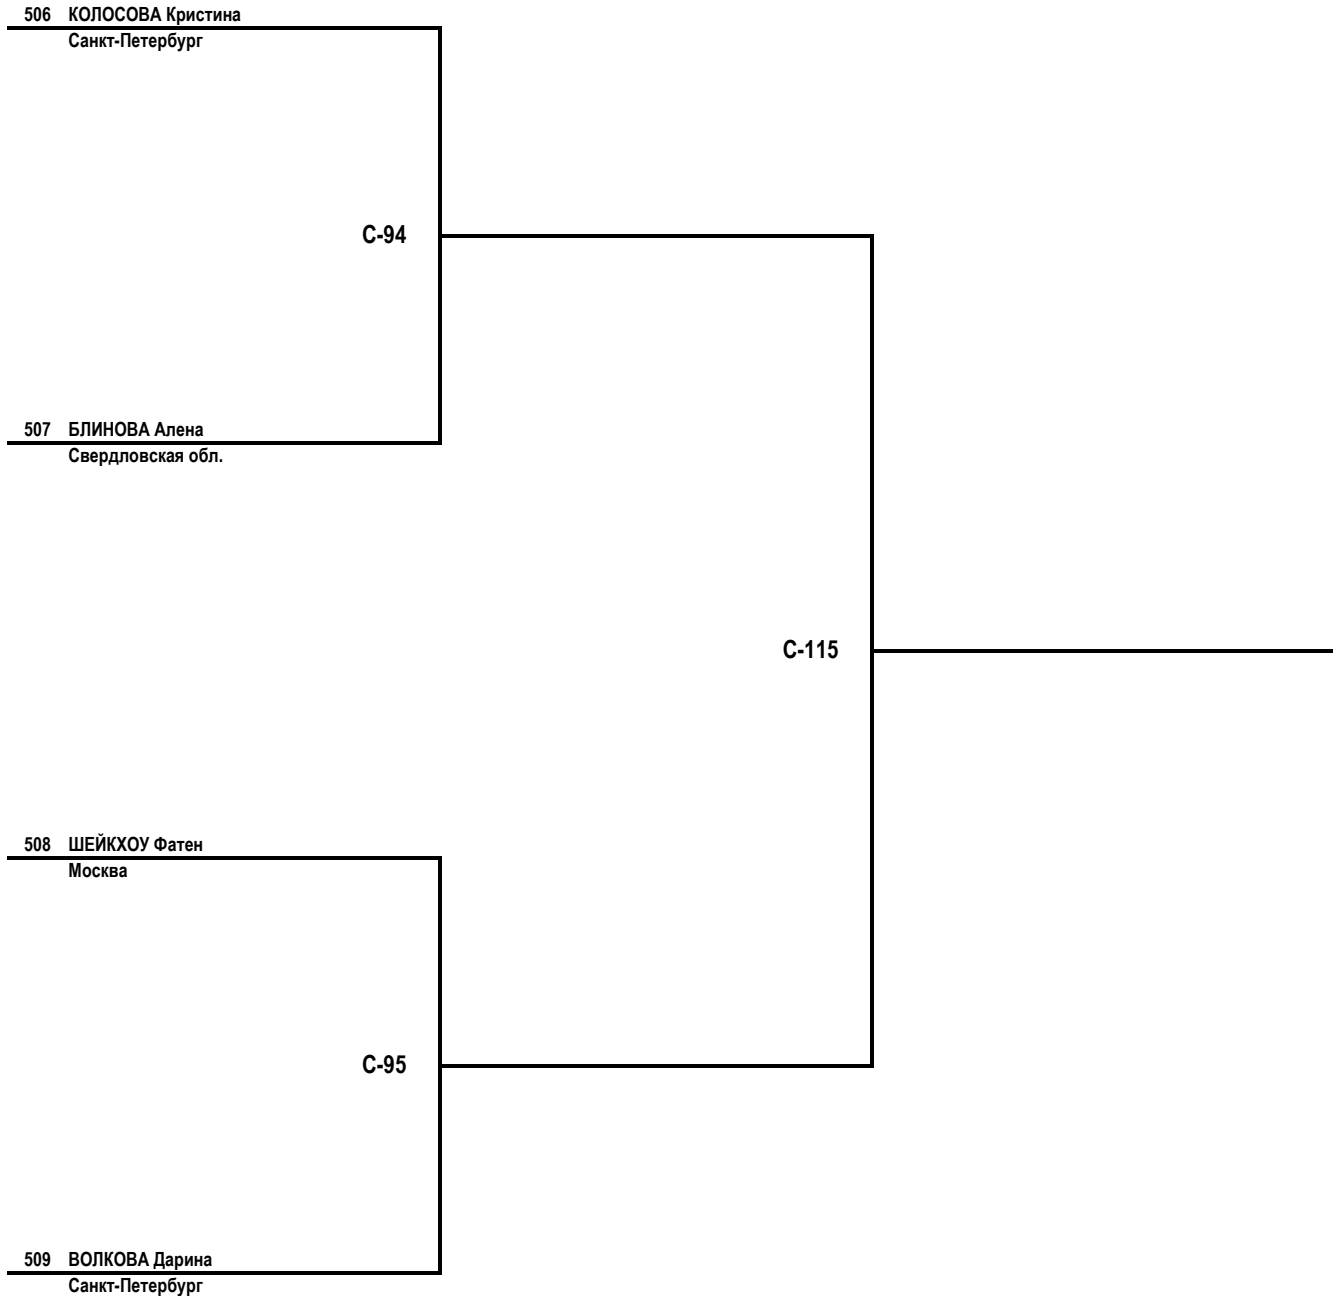 506 КОЛОСОВА Кристина
Санкт-Петербург
С-94
507 БЛИНОВА Алена
Свердловская обл.
С-115
508 ШЕЙКХОУ Фатен
Москва
С-95
509 ВОЛКОВА Дарина
Санкт-Петербург